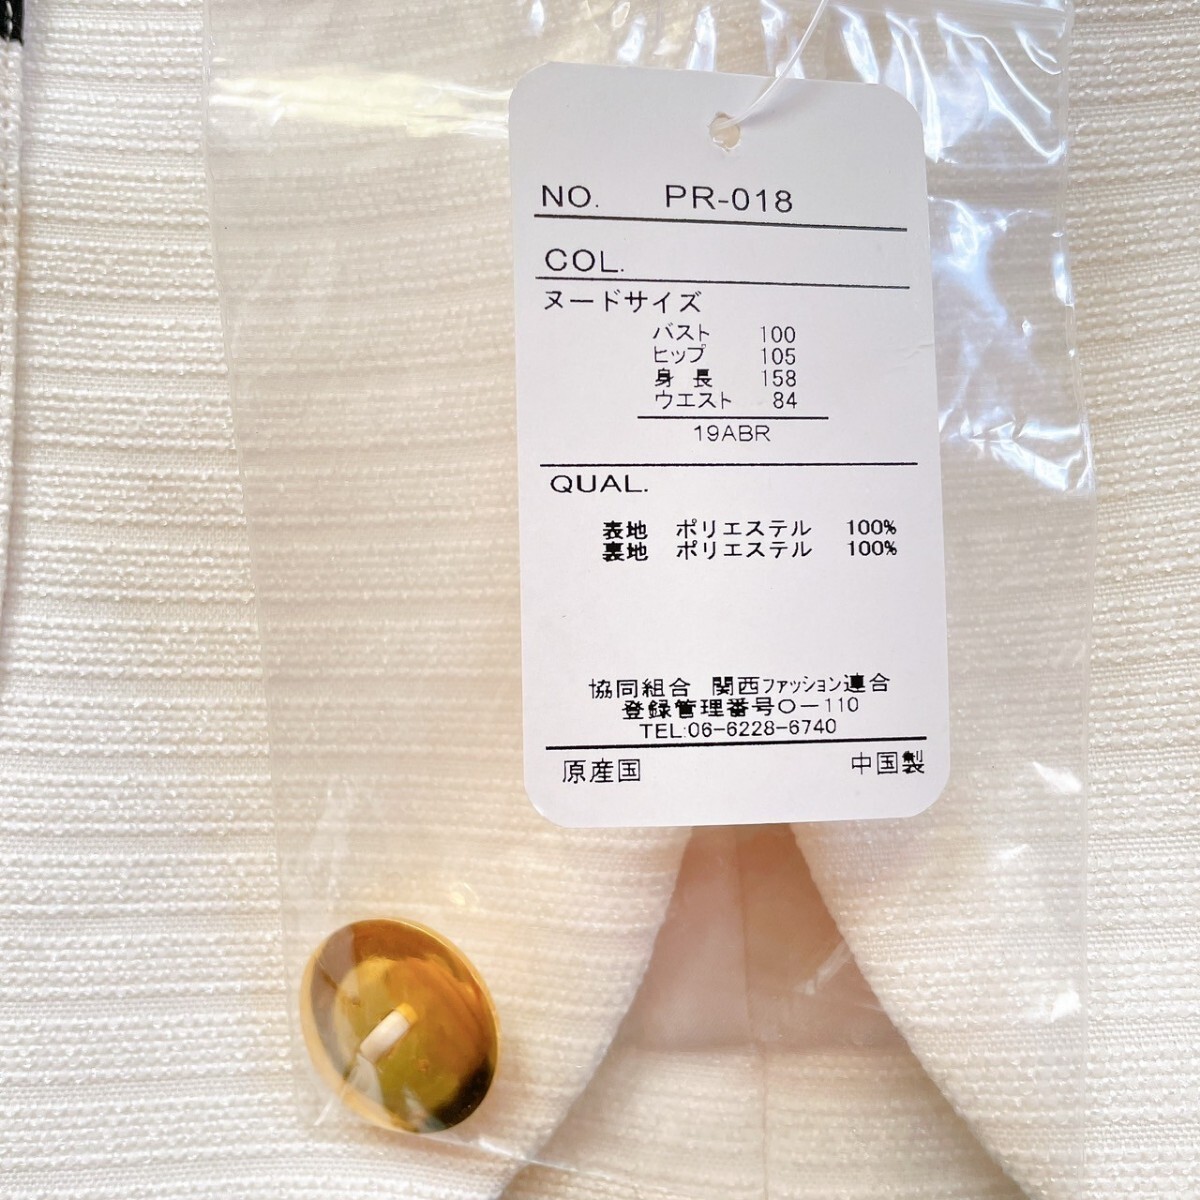 NO. PR-018
COL.
ヌードサイズ
バスト 100
ヒップ 105
身長 158
ウエスト 84
19ABR
QUAL.
表地 ポリエステル 100%
裏地 ポリエステル 100%
協同組合 関西ファッション連合
登録管理番号O-110
TEL:06-6228-6740
原産国 中国製